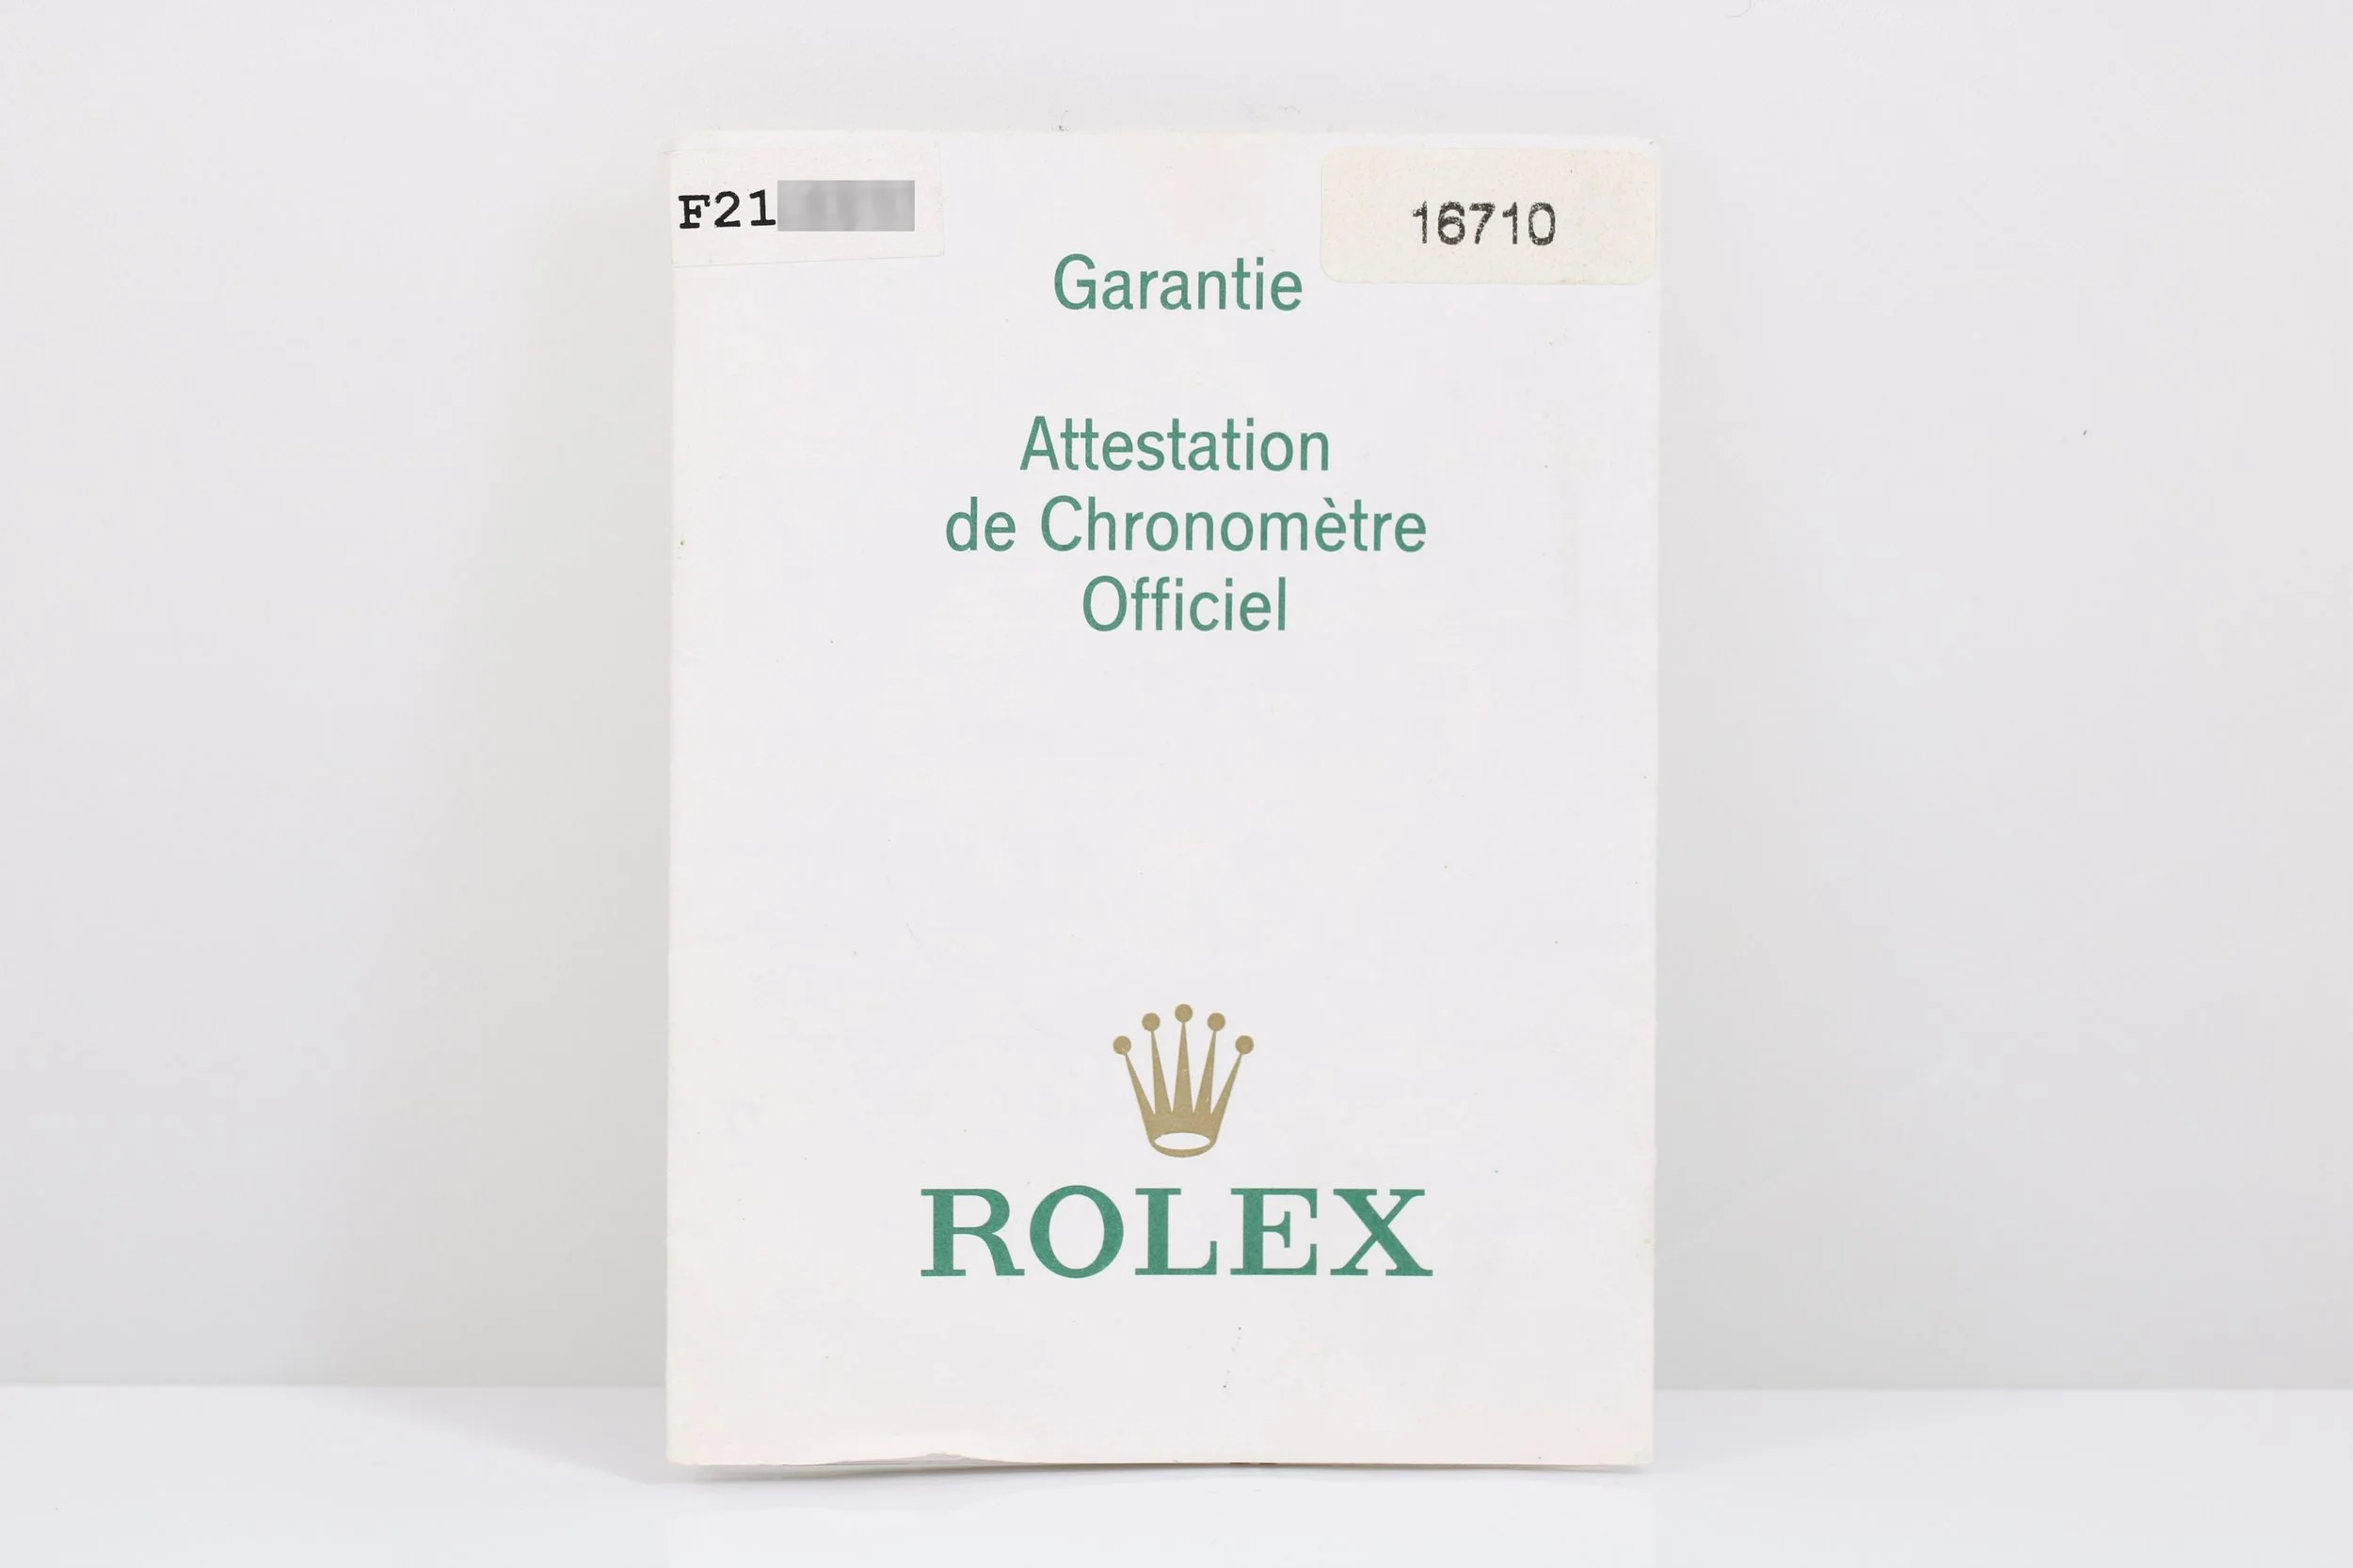 F21
16710
Garantie
Attestation
de Chronomètre
Officiel
ROLEX